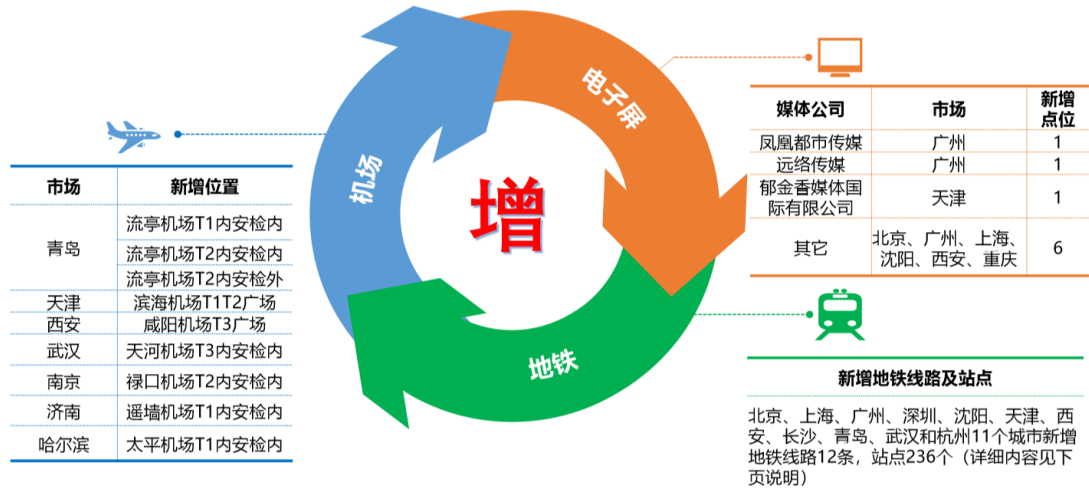 增
机场
电子屏
地铁
市场 新增位置
青岛 流亭机场T1内安检内
流亭机场T2内安检内
流亭机场T2内安检外
天津 滨海机场T1T2广场
西安 咸阳机场T3广场
武汉 天河机场T3内安检内
南京 禄口机场T2内安检内
济南 遥墙机场T1内安检内
哈尔滨 太平机场T1内安检内
媒体公司 市场 新增
点位
凤凰都市传媒 广州 1
远络传媒 广州 1
郁金香媒体国
际有限公司 天津 1
其它 北京、广州、上海、
沈阳、西安、重庆 6
新增地铁线路及站点
北京、上海、广州、深圳、沈阳、天津、西
安、长沙、青岛、武汉和杭州11个城市新增
地铁线路12条，站点236个（详细内容见下
页说明）